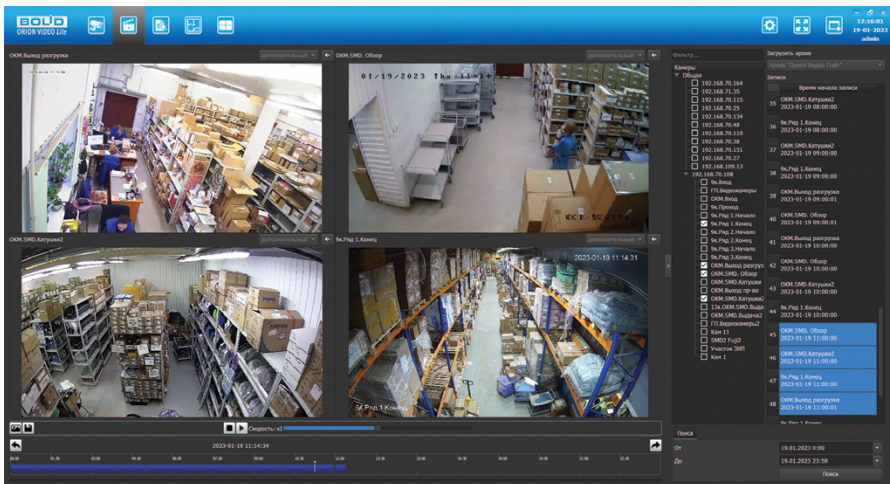 BOLID
ORION VIDEO Lite
12:16:01
19-01-2023
admin
ОКМ.Выход разгрузка
дополнительный
ОКМ.SMD. Обзор
дополнительный
01/19/2023 Thu
2023-01-19 11:14:31
9к.Ряд 1.Конец
ОКМ.SMD.Катушки2
дополнительный
9к.Ряд 1.Конец
дополнительный
Скорость: x1
2023-01-19 11:14:34
Фильтр...
Камеры
Общая
192.168.70.164
192.168.71.35
192.168.70.115
192.168.70.25
192.168.70.134
192.168.70.48
192.168.70.110
192.168.70.38
192.168.70.151
192.168.70.27
192.168.109.13
192.168.70.108
9к.Вход
ГП.Видеокамеры
ОКМ.Вход
9к.Проход
9к.Ряд 1.Начало
9к.Ряд 1.Конец
9к.Ряд 2.Начало
9к.Ряд 2.Конец
9к.Ряд 3.Начало
9к.Ряд 3.Конец
ОКМ.Выход разгруз
ОКМ.SMD. Обзор
ОКМ.SMD.Катушки
ОКМ.Выход пр-во
ОКМ.SMD.Катушки2
13к.ОКМ.SMD.Выда
ОКМ.SMD.Выдача2
ГП.Видеокамеры2
Кам 11
SMD2 Fuji2
Участок ЗИП
Кам 1
Загрузить архив
Архив "Орион Видео Лайт"
Записи
Время начала записи
35 ОКМ.SMD.Катушки2
2023-01-19 08:00:00
36 9к.Ряд 1.Конец
2023-01-19 08:00:00
37 ОКМ.SMD.Катушки2
2023-01-19 09:00:00
38 9к.Ряд 1.Конец
2023-01-19 09:00:00
39 ОКМ.Выход разгрузка
2023-01-19 09:00:01
40 ОКМ.SMD. Обзор
2023-01-19 09:00:01
41 ОКМ.Выход разгрузка
2023-01-19 10:00:00
42 ОКМ.SMD. Обзор
2023-01-19 10:00:00
43 ОКМ.SMD.Катушки2
2023-01-19 10:00:00
44 9к.Ряд 1.Конец
2023-01-19 10:00:00
45 ОКМ.SMD. Обзор
2023-01-19 11:00:00
46 ОКМ.SMD.Катушки2
2023-01-19 11:00:00
47 9к.Ряд 1.Конец
2023-01-19 11:00:00
48 ОКМ.Выход разгрузка
2023-01-19 11:00:01
9к.Ряд 1.Конец
Поиск
От 19.01.2023 0:00
До 19.01.2023 23:59
Поиск